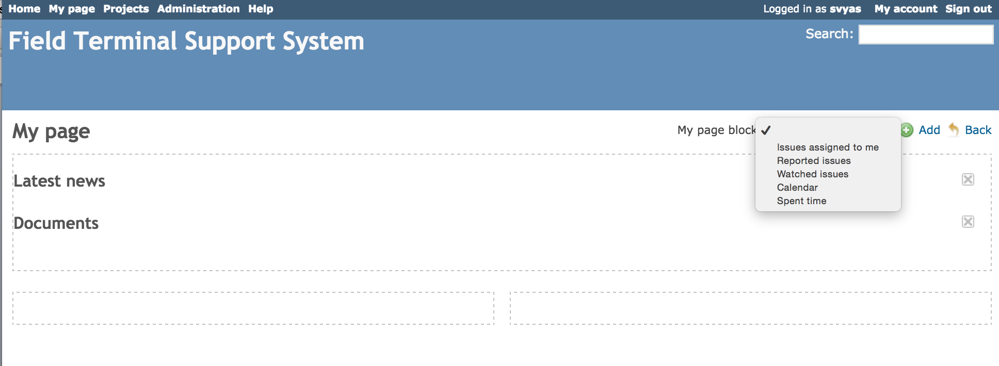 Home My page Projects Administration Help Logged in as svyas My account Sign out
Field Terminal Support System Search:
My page My page block Add Back
Issues assigned to me
Reported issues
Watched issues
Calendar
Spent time
Latest news
Documents